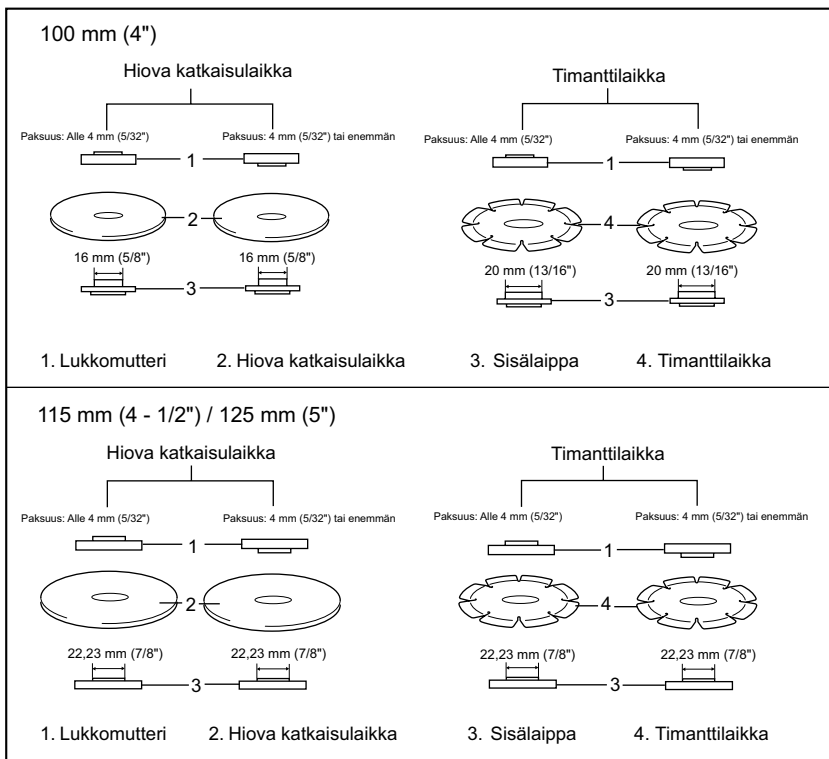 100 mm (4")
Hiova katkaisulaikka
Timanttilaikka
Paksuus: Alle 4 mm (5/32")
Paksuus: 4 mm (5/32") tai enemmän
Paksuus: Alle 4 mm (5/32")
Paksuus: 4 mm (5/32") tai enemmän
1
1
2
4
16 mm (5/8")
16 mm (5/8")
20 mm (13/16")
20 mm (13/16")
3
3
1. Lukkomutteri
2. Hiova katkaisulaikka
3. Sisälaippa
4. Timanttilaikka
115 mm (4 - 1/2") / 125 mm (5")
Hiova katkaisulaikka
Timanttilaikka
Paksuus: Alle 4 mm (5/32")
Paksuus: 4 mm (5/32") tai enemmän
Paksuus: Alle 4 mm (5/32")
Paksuus: 4 mm (5/32") tai enemmän
1
1
2
4
22,23 mm (7/8")
22,23 mm (7/8")
22,23 mm (7/8")
22,23 mm (7/8")
3
3
1. Lukkomutteri
2. Hiova katkaisulaikka
3. Sisälaippa
4. Timanttilaikka